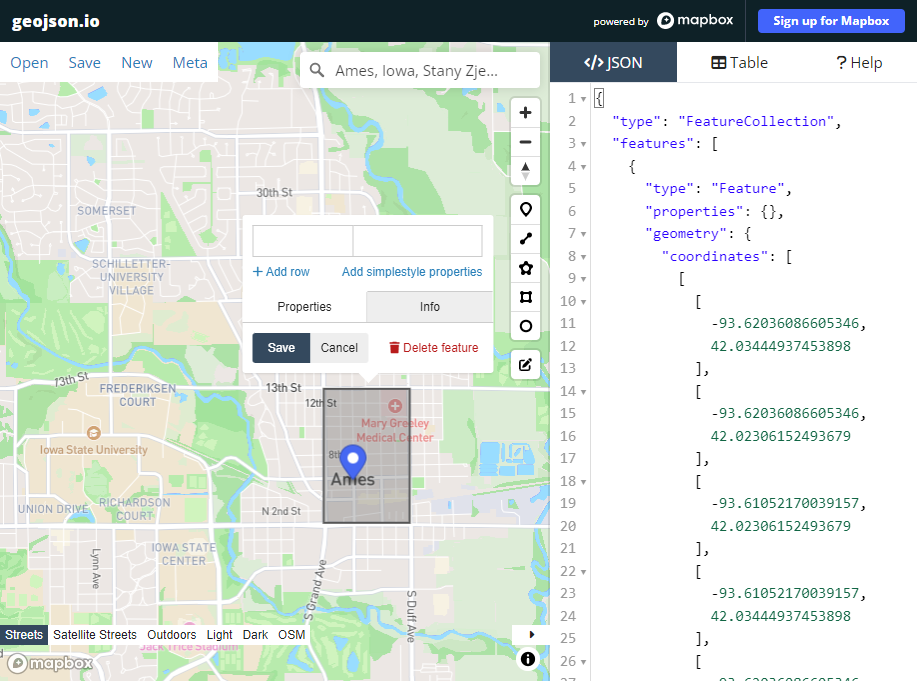 geojson.io
powered by mapbox
Sign up for Mapbox
Open Save New Meta
Ames, Iowa, Stany Zje...
JSON
Table
? Help
30th St
SOMERSET
SCHILLETTER-
UNIVERSITY
VILLAGE
+ Add row
Add simplestyle properties
Properties
Info
Save
Cancel
Delete feature
13th St
13th St
FREDERIKSEN
COURT
12th St
Mary Greeley
Medical Center
Iowa State University
8th
Ames
UNION DRIVE
RICHARDSON
COURT
N 2nd St
IOWA STATE
CENTER
Lynn Ave
S Grand Ave
S Duff Ave
Streets Satellite Streets Outdoors Light Dark OSM
Jack Trice Stadium
mapbox
1 {
2 "type": "FeatureCollection",
3 "features": [
4 {
5 "type": "Feature",
6 "properties": {},
7 "geometry": {
8 "coordinates": [
9 [
10 [
11 -93.62036086605346,
12 42.03444937453898
13 ],
14 [
15 -93.62036086605346,
16 42.02306152493679
17 ],
18 [
19 -93.61052170039157,
20 42.02306152493679
21 ],
22 [
23 -93.61052170039157,
24 42.03444937453898
25 ],
26 [
27 -93.62036086605346,